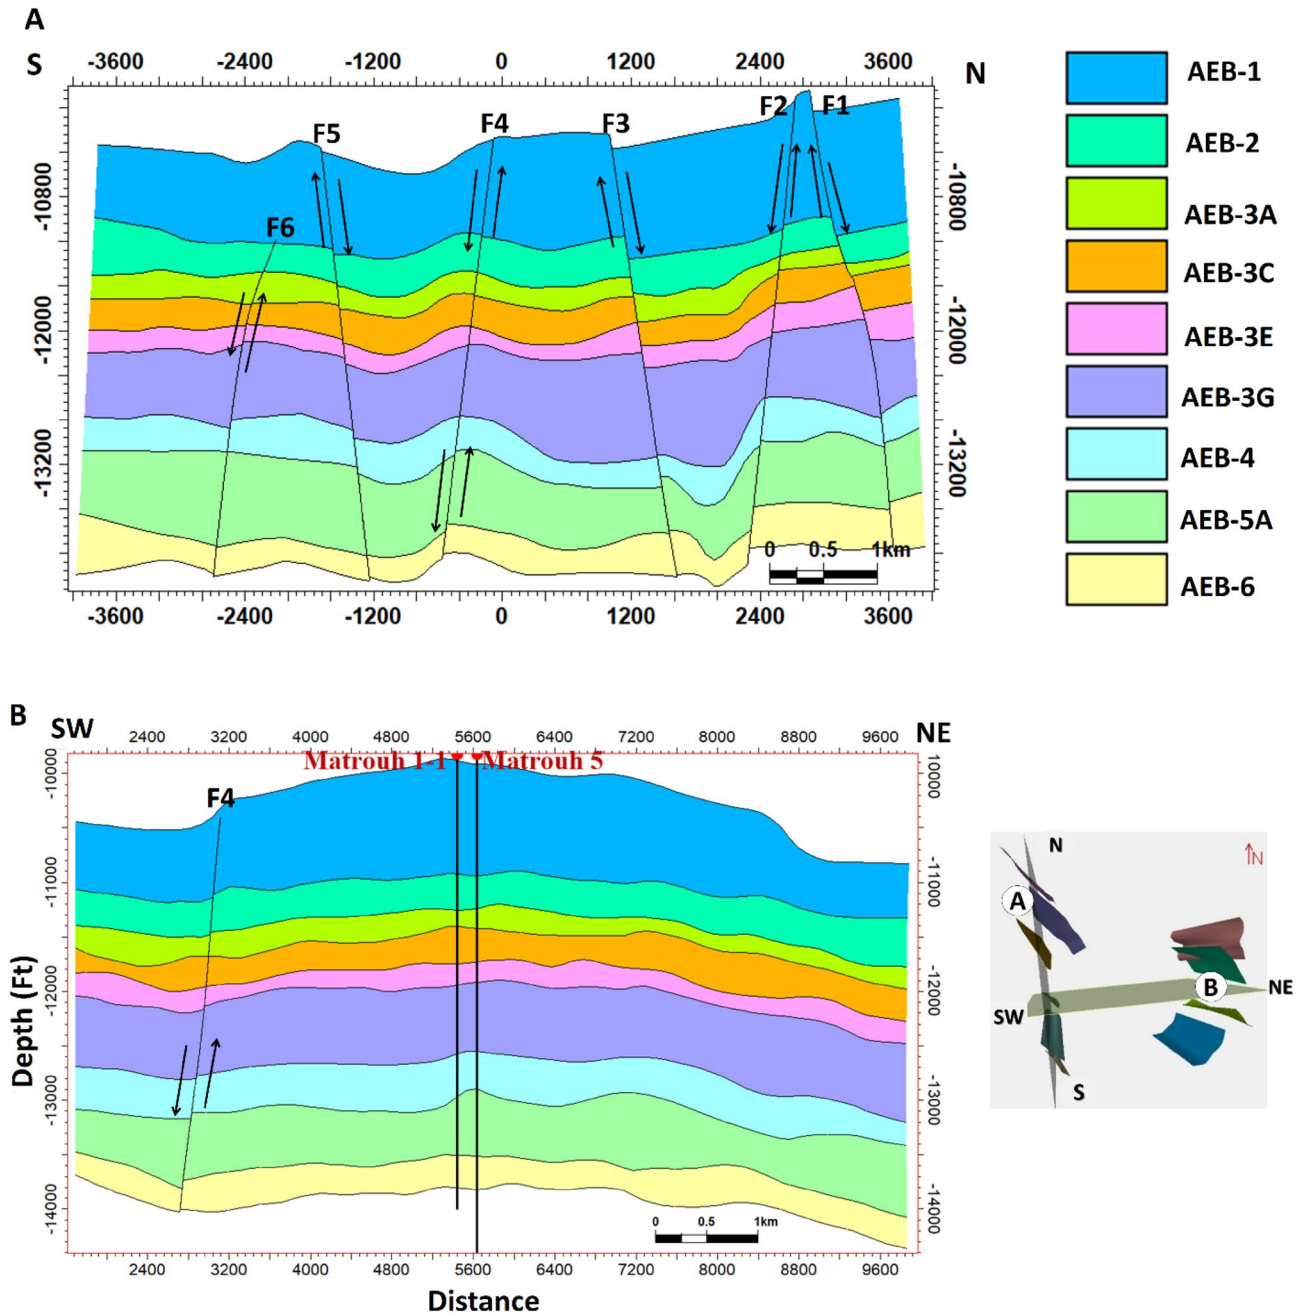 A
S
-3600 -2400 -1200 0 1200 2400 3600
N
F2 F1
F5 F4 F3
F6
-10800 -12000 -13200
-10800 -12000 -13200
0 0.5 1km
-3600 -2400 -1200 0 1200 2400 3600
AEB-1
AEB-2
AEB-3A
AEB-3C
AEB-3E
AEB-3G
AEB-4
AEB-5A
AEB-6
B
SW
NE
2400 3200 4000 4800 5600 6400 7200 8000 8800 9600
Matrouh 1-1 Matrouh 5
F4
Depth (Ft)
-10000 -11000 -12000 -13000 -14000
10000 -11000 -12000 -13000 -14000
0 0.5 1km
2400 3200 4000 4800 5600 6400 7200 8000 8800 9600
Distance
N
N
A
B
NE
SW
S